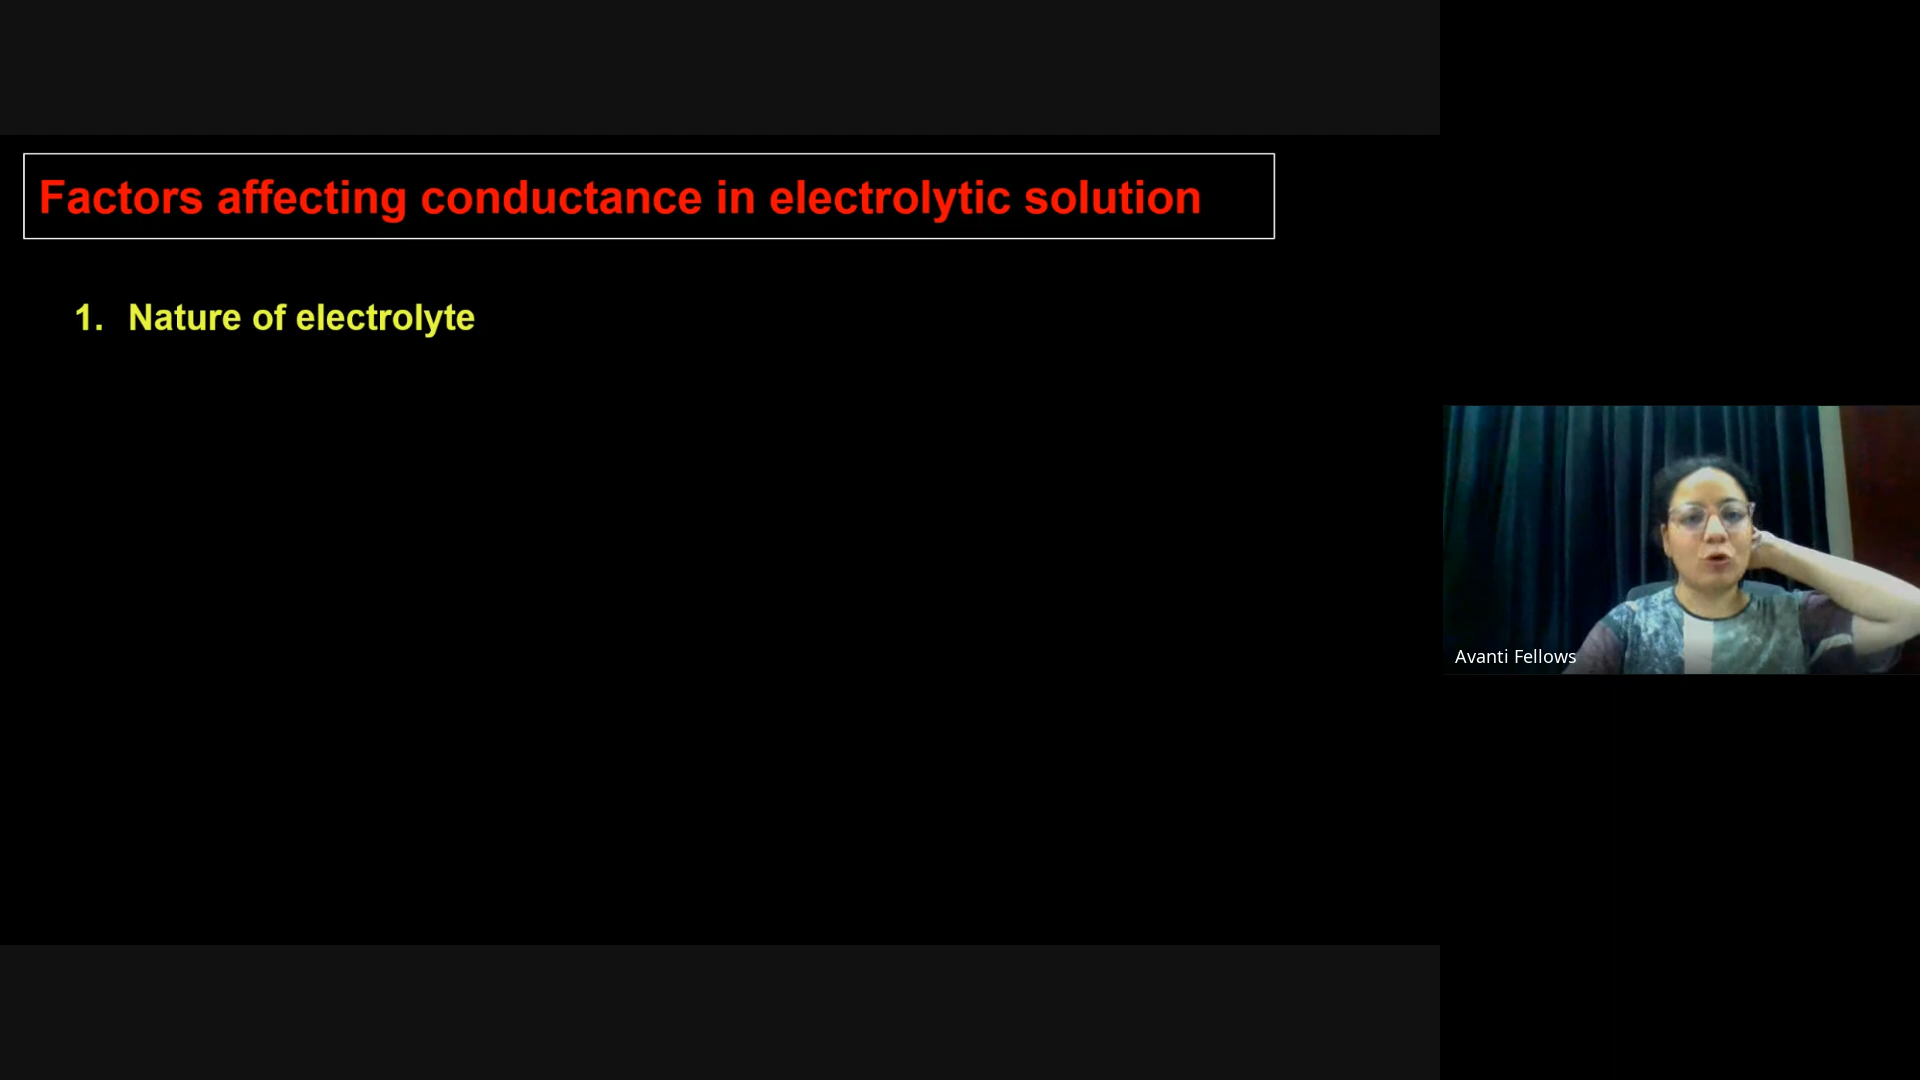 Factors affecting conductance in electrolytic solution
1. Nature of electrolyte
Avanti Fellows